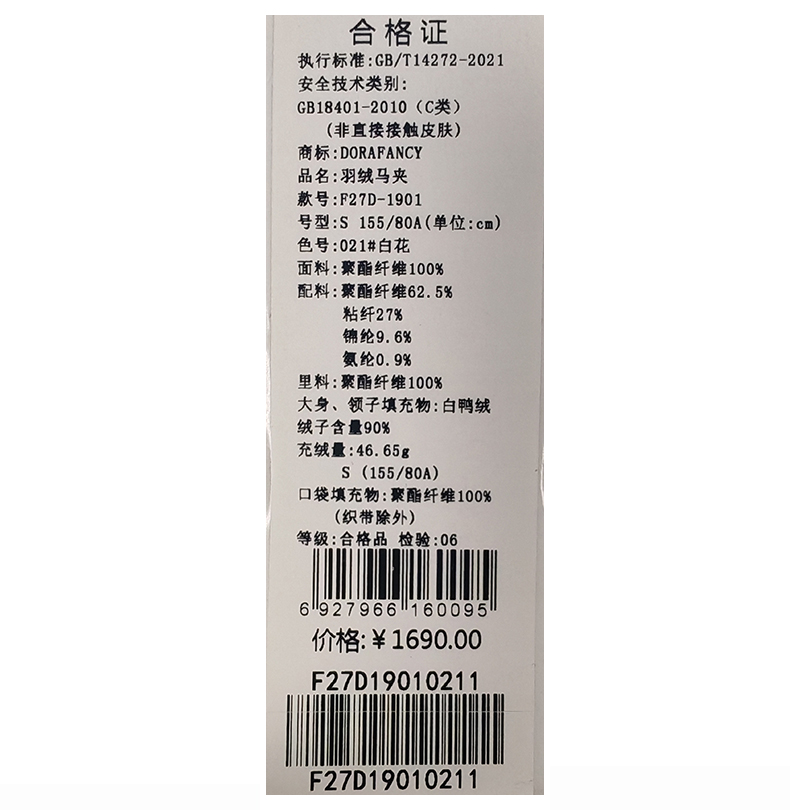 合格证
执行标准:GB/T14272-2021
安全技术类别:
GB18401-2010（C类）
(非直接接触皮肤)
商标:DORAFANCY
品名:羽绒马夹
款号:F27D-1901
号型:S 155/80A(单位:cm)
色号:021#白花
面料:聚酯纤维100%
配料:聚酯纤维62.5%
粘纤27%
锦纶9.6%
氨纶0.9%
里料:聚酯纤维100%
大身、领子填充物:白鸭绒
绒子含量90%
充绒量:46.65g
S (155/80A)
口袋填充物:聚酯纤维100%
(织带除外)
等级:合格品 检验:06
6 927966 160095
价格:¥1690.00
F27D19010211
F27D19010211